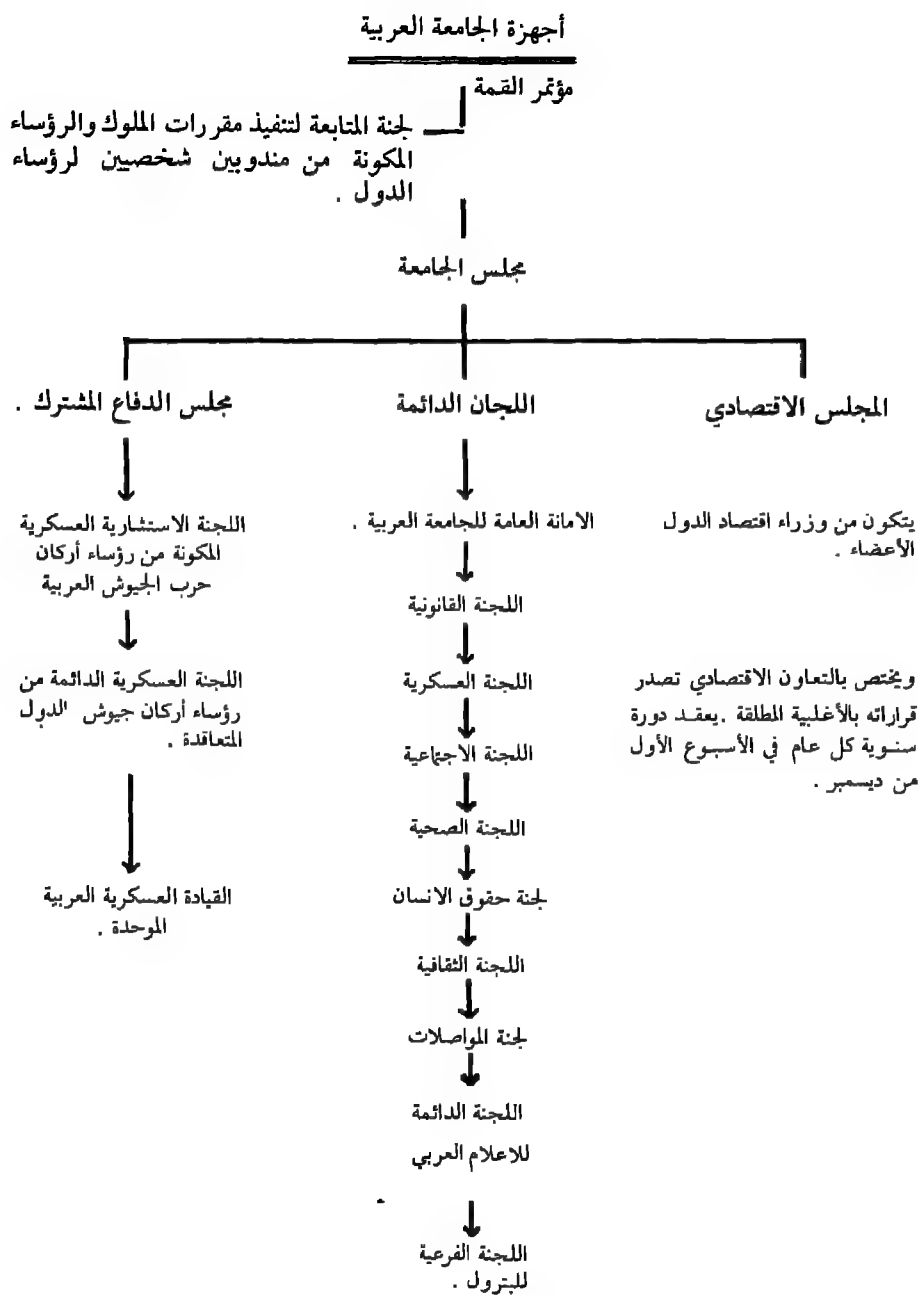 أجهزة الجامعة العربية
مؤتمر القمة
لجنة المتابعة لتنفيذ مقررات الملوك والرؤساء
المكونة من مندوبين شخصيين لرؤساء
الدول .
مجلس الجامعة
المجلس الاقتصادي
يتكون من وزراء اقتصاد الدول
الأعضاء .
ويختص بالتعاون الاقتصادي تصدر
قراراته بالأغلبية المطلقة . يعقد دورة
سنوية كل عام في الأسبوع الأول
من ديسمبر .
اللجان الدائمة
الامانة العامة للجامعة العربية .
اللجنة القانونية
اللجنة العسكرية
اللجنة الاجتماعية
اللجنة الصحية
لجنة حقوق الانسان
اللجنة الثقافية
لجنة المواصلات
اللجنة الدائمة
للاعلام العربي
اللجنة الفرعية
للبترول .
مجلس الدفاع المشترك .
اللجنة الاستشارية العسكرية
المكونة من رؤساء أركان
حرب الجيوش العربية
اللجنة العسكرية الدائمة من
رؤساء أركان جيوش الدول
المتعاقدة .
القيادة العسكرية العربية
الموحدة .